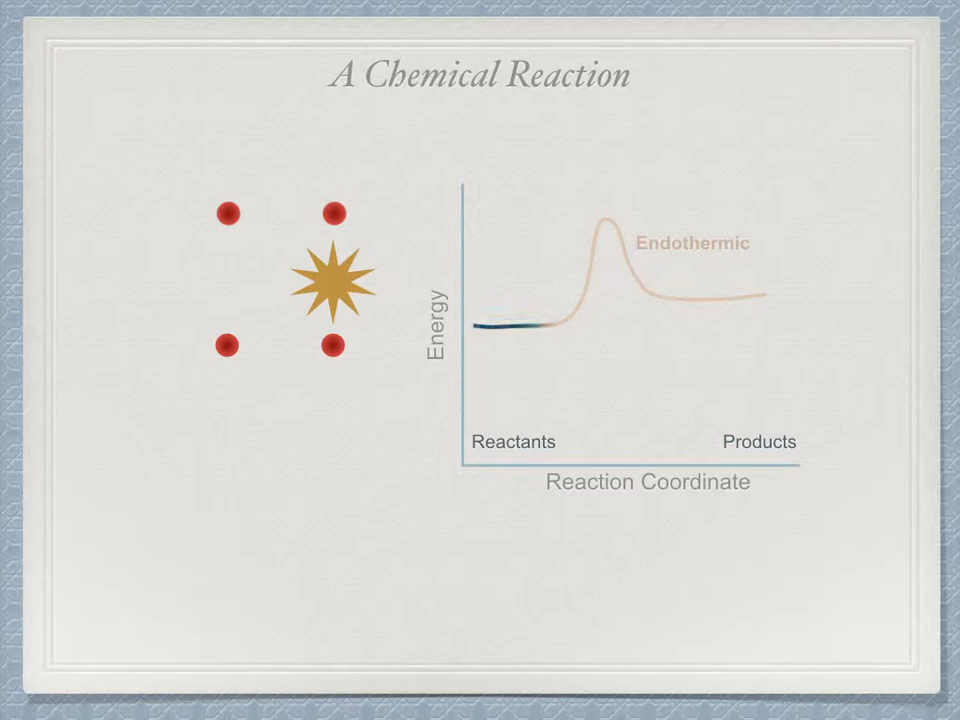 A Chemical Reaction
Endothermic
Energy
Reactants
Products
Reaction Coordinate